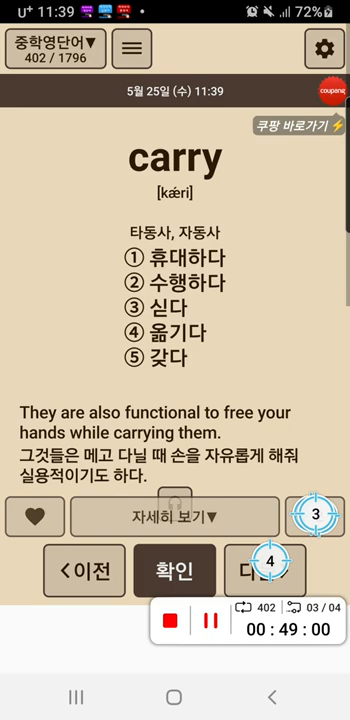 U+ 11:39 72%
중학영단어▼
402 / 1796
5월 25일 (수) 11:39
coupang
쿠팡 바로가기⚡
carry
[kǽri]
타동사, 자동사
① 휴대하다
② 수행하다
③ 싣다
④ 옮기다
⑤ 갖다
They are also functional to free your
hands while carrying them.
그것들은 메고 다닐 때 손을 자유롭게 해줘
실용적이기도 하다.
자세히 보기▼
3
<이전
확인
4
402 03 / 04
00 : 49 : 00